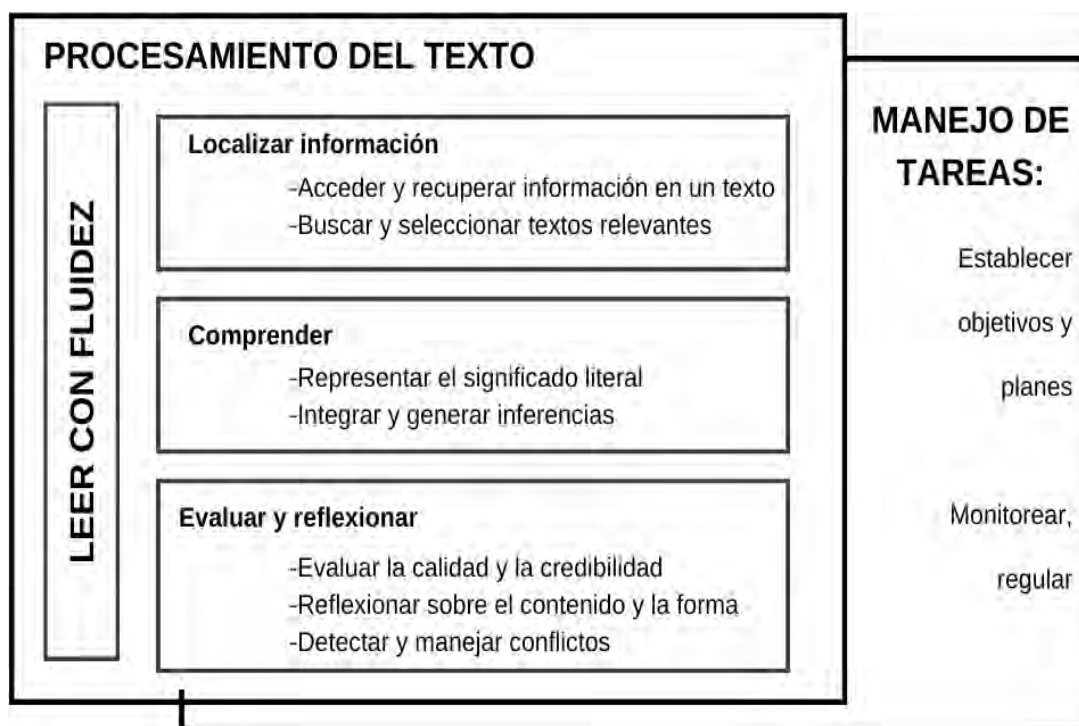 PROCESAMIENTO DEL TEXTO
LEER CON FLUIDEZ
Localizar información
-Acceder y recuperar información en un texto
-Buscar y seleccionar textos relevantes
Comprender
-Representar el significado literal
-Integrar y generar inferencias
Evaluar y reflexionar
-Evaluar la calidad y la credibilidad
-Reflexionar sobre el contenido y la forma
-Detectar y manejar conflictos
MANEJO DE
TAREAS:
Establecer
objetivos y
planes
Monitorear,
regular